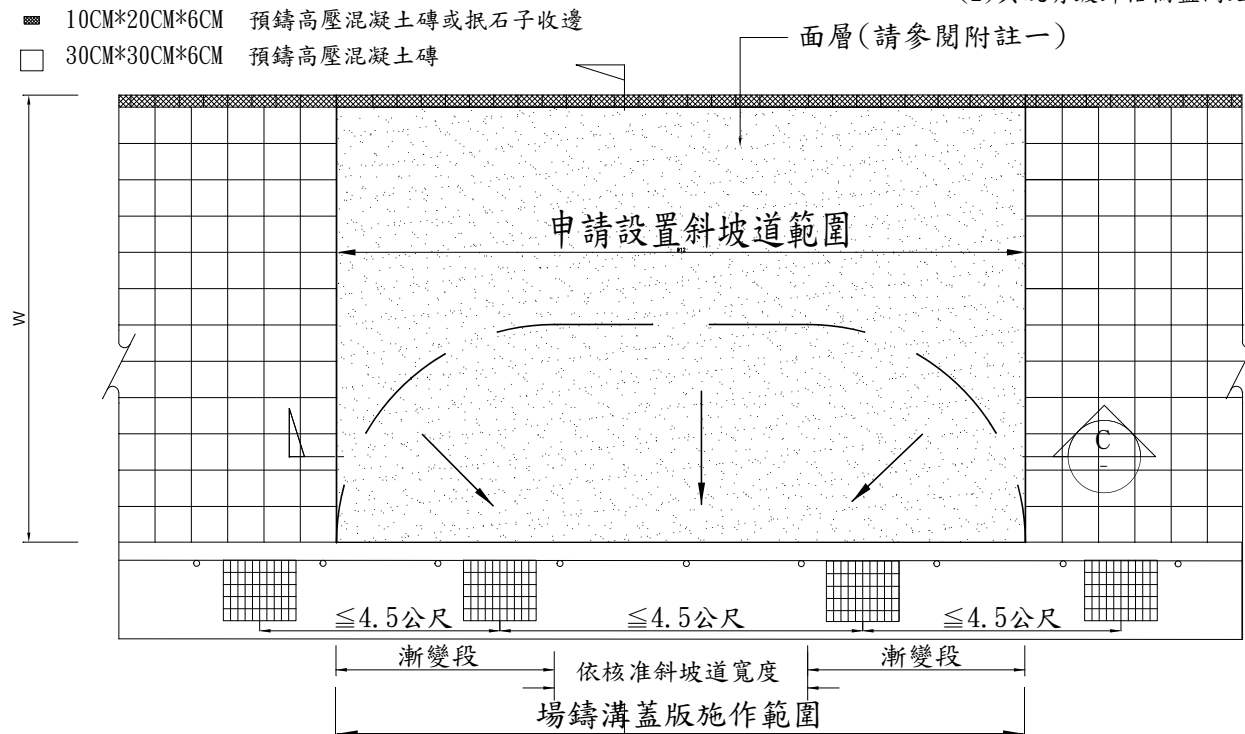 10CM*20CM*6CM 預鑄高壓混凝土磚或抿石子收邊
30CM*30CM*6CM 預鑄高壓混凝土磚
面層(請參閱附註一)
申請設置斜坡道範圍
W
C
≦4.5公尺 ≦4.5公尺 ≦4.5公尺
漸變段 依核准斜坡道寬度 漸變段
場鑄溝蓋版施作範圍